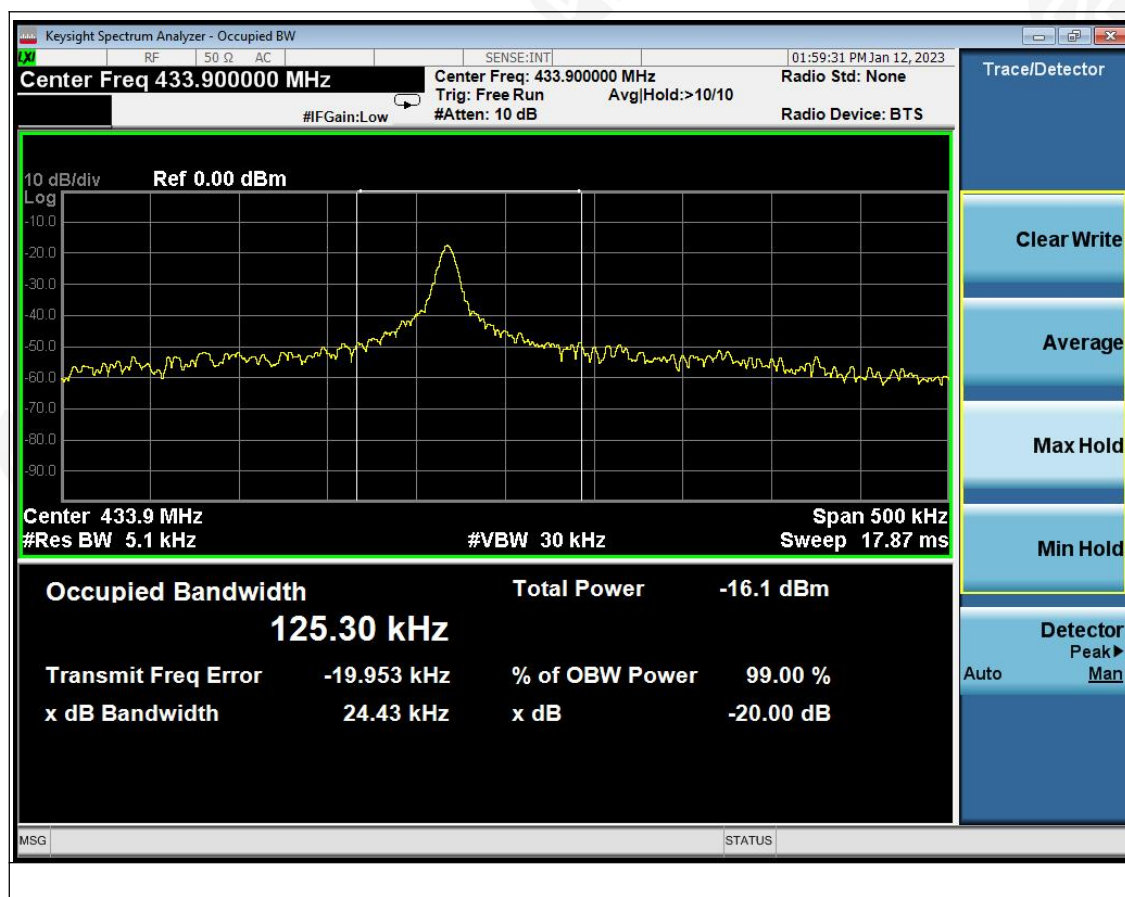 Keysight Spectrum Analyzer - Occupied BW
LXI RF 50 Ω AC SENSE:INT 01:59:31 PM Jan 12, 2023
Center Freq 433.900000 MHz
Center Freq: 433.900000 MHz
Radio Std: None
Trig: Free Run Avg|Hold:>10/10
#IFGain:Low
#Atten: 10 dB
Radio Device: BTS
10 dB/div Ref 0.00 dBm
Log
-10.0
-20.0
-30.0
-40.0
-50.0
-60.0
-70.0
-80.0
-90.0
Center 433.9 MHz Span 500 kHz
#Res BW 5.1 kHz #VBW 30 kHz Sweep 17.87 ms
Occupied Bandwidth Total Power -16.1 dBm
125.30 kHz
Transmit Freq Error -19.953 kHz % of OBW Power 99.00 %
x dB Bandwidth 24.43 kHz x dB -20.00 dB
MSG STATUS
Trace/Detector
Clear Write
Average
Max Hold
Min Hold
Detector
Peak▶
Auto Man